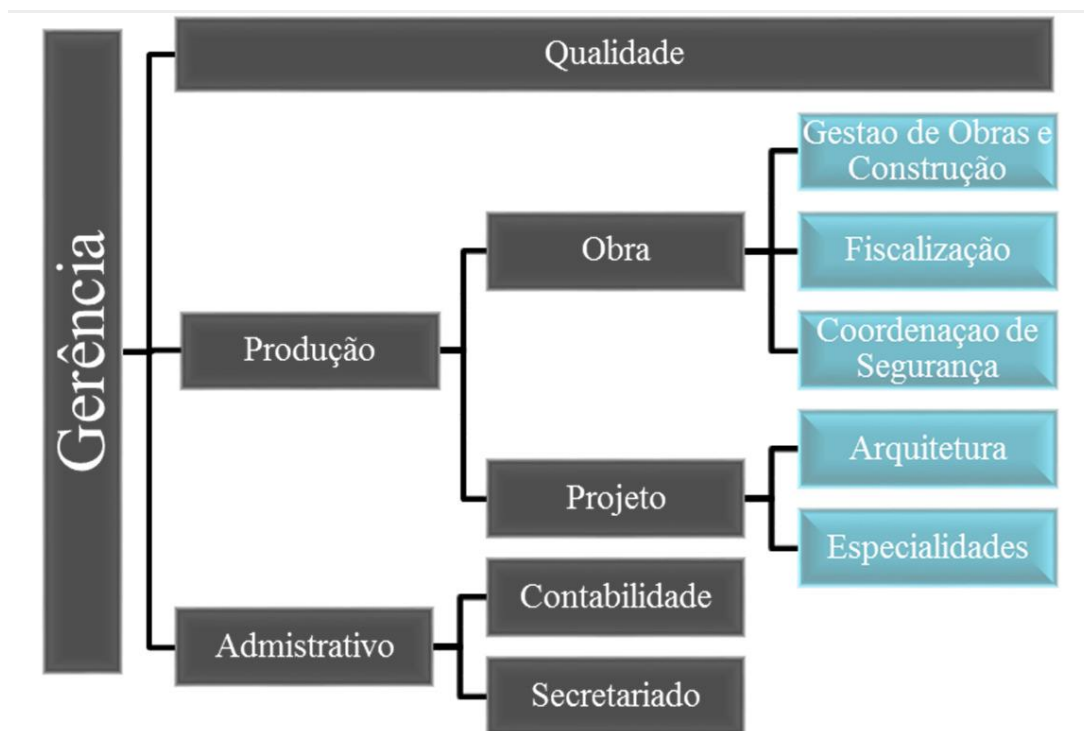 Gerência
Qualidade
Produção
Obra
Gestao de Obras e
Construção
Fiscalização
Coordenaçao de
Segurança
Projeto
Arquitetura
Especialidades
Admistrativo
Contabilidade
Secretariado